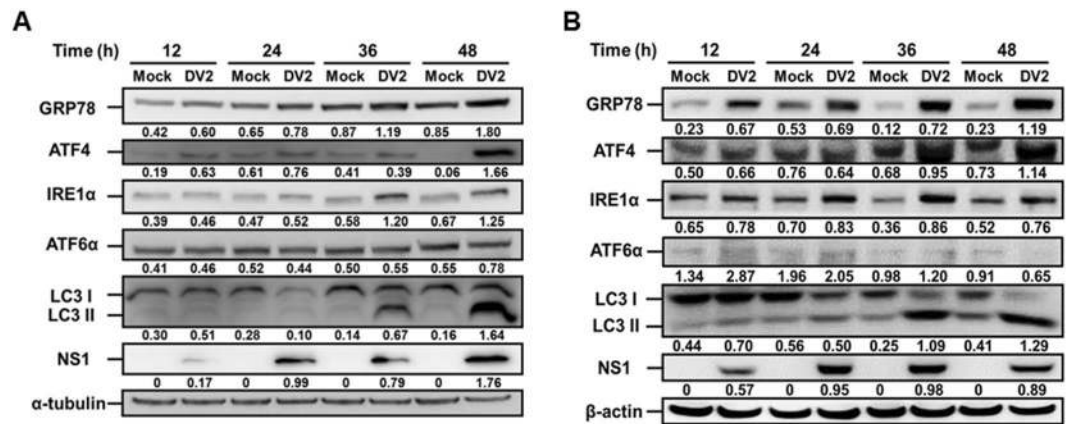 A
Time (h) 12 24 36 48
Mock DV2 Mock DV2 Mock DV2 Mock DV2
GRP78
0.42 0.60 0.65 0.78 0.87 1.19 0.85 1.80
ATF4
0.19 0.63 0.61 0.76 0.41 0.39 0.06 1.66
IRE1α
0.39 0.46 0.47 0.52 0.58 1.20 0.67 1.25
ATF6α
0.41 0.46 0.52 0.44 0.50 0.55 0.55 0.78
LC3 I
LC3 II
0.30 0.51 0.28 0.10 0.14 0.67 0.16 1.64
NS1
0 0.17 0 0.99 0 0.79 0 1.76
α-tubulin
B
Time (h) 12 24 36 48
Mock DV2 Mock DV2 Mock DV2 Mock DV2
GRP78
0.23 0.67 0.53 0.69 0.12 0.72 0.23 1.19
ATF4
0.50 0.66 0.76 0.64 0.68 0.95 0.73 1.14
IRE1α
0.65 0.78 0.70 0.83 0.36 0.86 0.52 0.76
ATF6α
1.34 2.87 1.96 2.05 0.98 1.20 0.91 0.65
LC3 I
LC3 II
0.44 0.70 0.56 0.50 0.25 1.09 0.41 1.29
NS1
0 0.57 0 0.95 0 0.98 0 0.89
β-actin